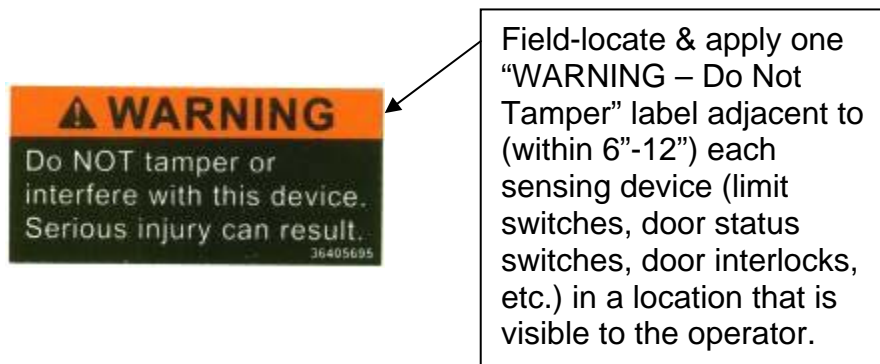 WARNING
Do NOT tamper or
interfere with this device.
Serious injury can result.
36405695
Field-locate & apply one
“WARNING – Do Not
Tamper” label adjacent to
(within 6”-12”) each
sensing device (limit
switches, door status
switches, door interlocks,
etc.) in a location that is
visible to the operator.